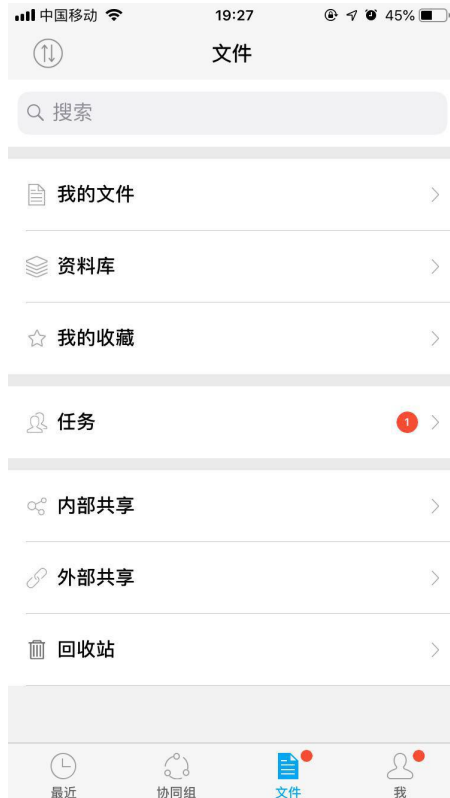 中国移动 19:27 45%
文件
搜索
我的文件
资料库
我的收藏
任务 1
内部共享
外部共享
回收站
最近 协同组 文件 我